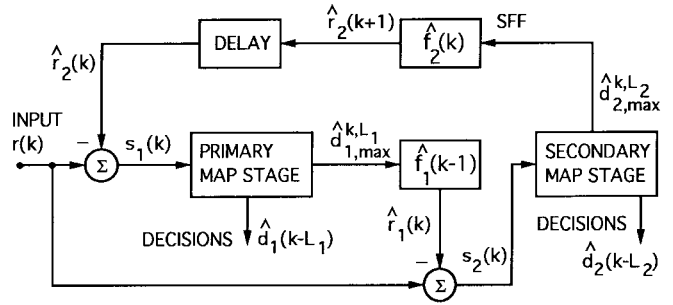 r̂₂(k+1)
SFF
DELAY
f̂₂(k)
r̂₂(k)
d̂₂,max^k,L₂
INPUT
r(k)
−
s₁(k)
Σ
PRIMARY
MAP STAGE
d̂₁,max^k,L₁
f̂₁(k-1)
SECONDARY
MAP STAGE
DECISIONS
d̂₁(k-L₁)
r̂₁(k)
−
Σ
s₂(k)
DECISIONS
d̂₂(k-L₂)